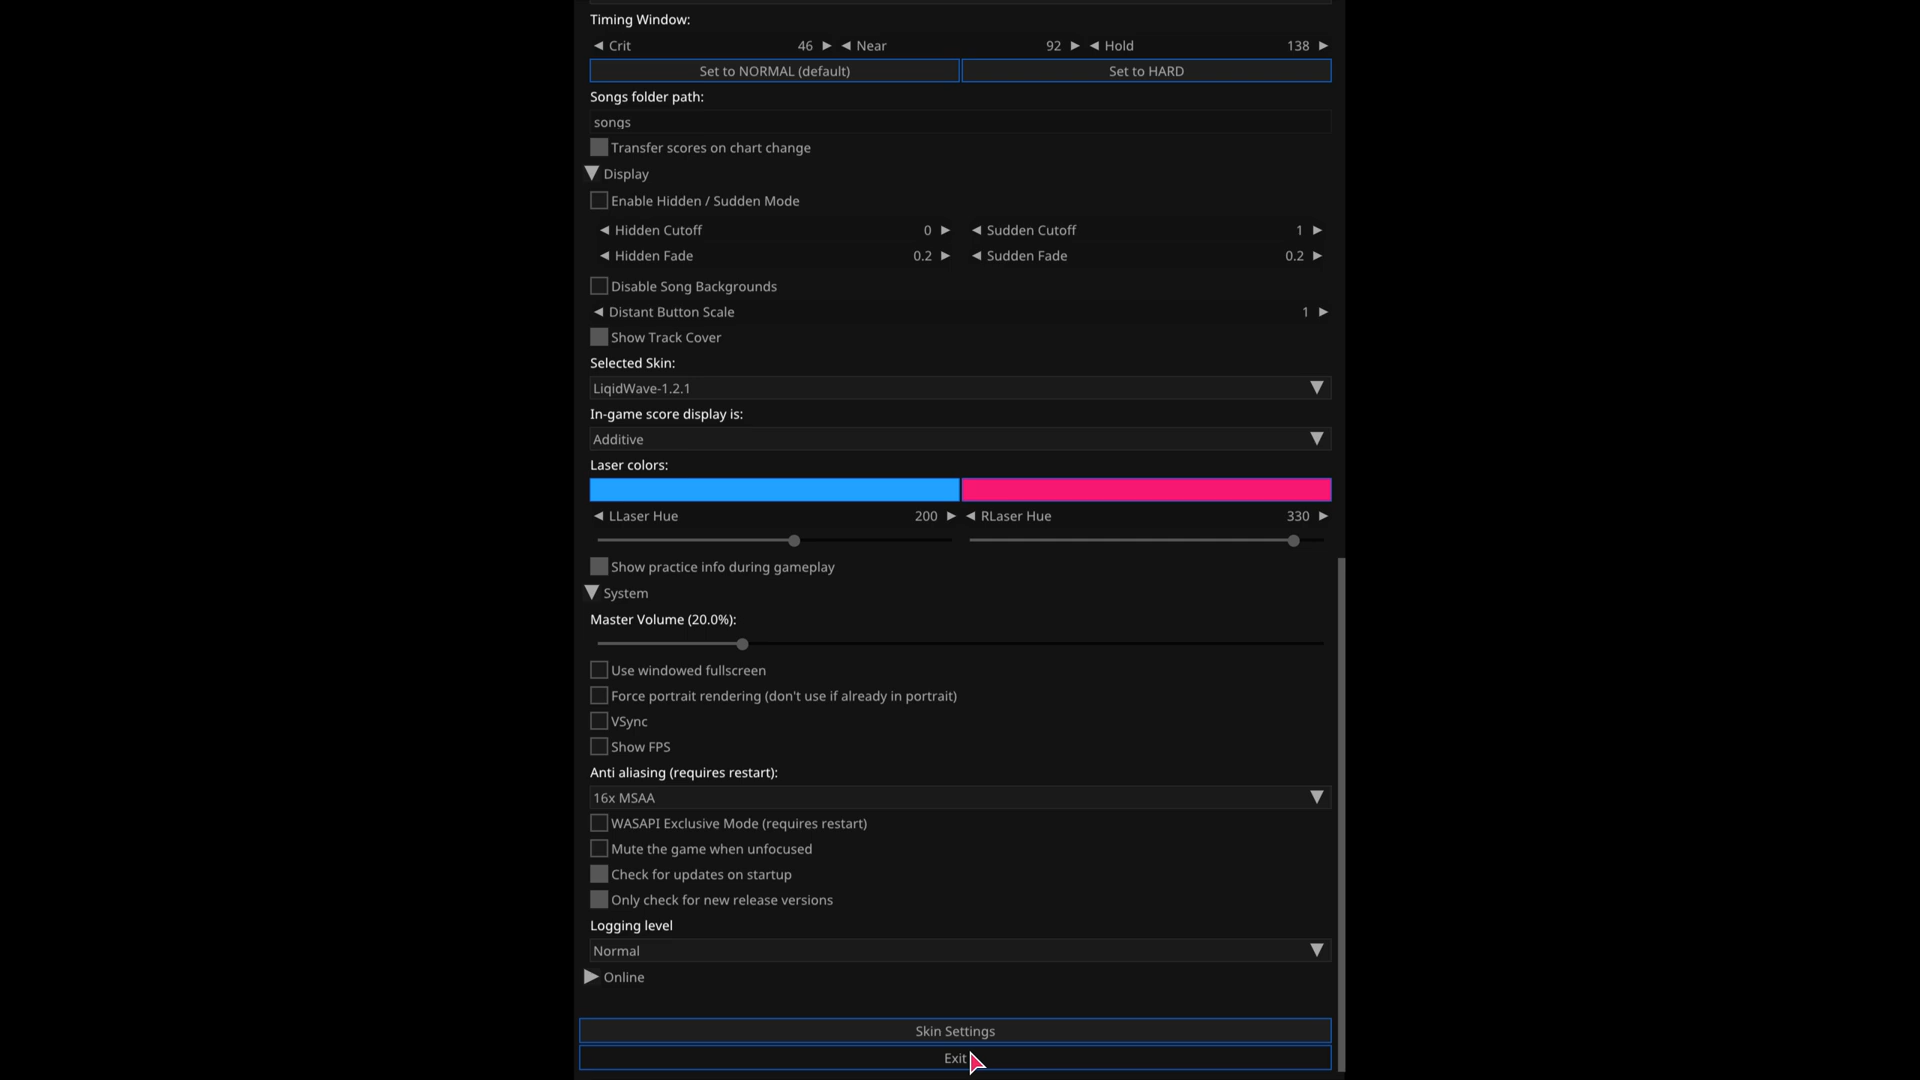 Timing Window:
Crit 46 Near 92 Hold 138
Set to NORMAL (default) Set to HARD
Songs folder path:
songs
Transfer scores on chart change
Display
Enable Hidden / Sudden Mode
Hidden Cutoff 0 Sudden Cutoff 1
Hidden Fade 0.2 Sudden Fade 0.2
Disable Song Backgrounds
Distant Button Scale 1
Show Track Cover
Selected Skin:
LiqidWave-1.2.1
In-game score display is:
Additive
Laser colors:
LLaser Hue 200 RLaser Hue 330
Show practice info during gameplay
System
Master Volume (20.0%):
Use windowed fullscreen
Force portrait rendering (don't use if already in portrait)
VSync
Show FPS
Anti aliasing (requires restart):
16x MSAA
WASAPI Exclusive Mode (requires restart)
Mute the game when unfocused
Check for updates on startup
Only check for new release versions
Logging level
Normal
Online
Skin Settings
Exit